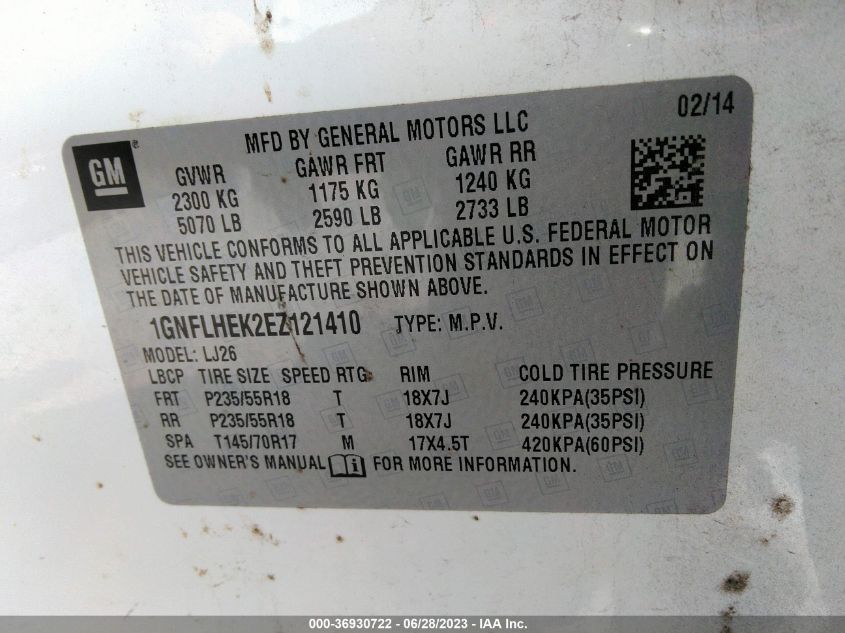 02/14
MFD BY GENERAL MOTORS LLC
GM®
GVWR GAWR FRT GAWR RR
2300 KG 1175 KG 1240 KG
5070 LB 2590 LB 2733 LB
THIS VEHICLE CONFORMS TO ALL APPLICABLE U.S. FEDERAL MOTOR
VEHICLE SAFETY AND THEFT PREVENTION STANDARDS IN EFFECT ON
THE DATE OF MANUFACTURE SHOWN ABOVE.
1GNFLHEK2EZ121410 TYPE: M.P.V.
MODEL: LJ26
LBCP TIRE SIZE SPEED RTG RIM COLD TIRE PRESSURE
FRT P235/55R18 T 18X7J 240KPA(35PSI)
RR P235/55R18 T 18X7J 240KPA(35PSI)
SPA T145/70R17 M 17X4.5T 420KPA(60PSI)
SEE OWNER'S MANUAL FOR MORE INFORMATION.
000-36930722 - 06/28/2023 - IAA Inc.